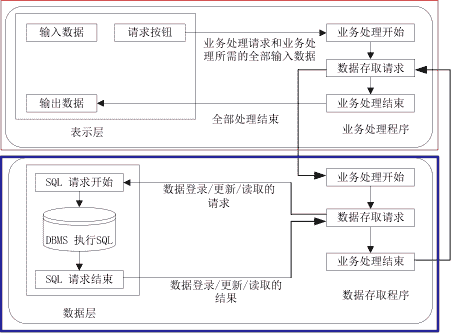 输入数据
请求按钮
业务处理开始
业务处理请求和业务处
理所需的全部输入数据
数据存取请求
输出数据
业务处理结束
全部处理结束
表示层
业务处理程序
SQL 请求开始
数据登录/更新/读取的
请求
业务处理开始
DBMS 执行SQL
数据存取请求
SQL 请求结束
数据登录/更新/读取的
结果
业务处理结束
数据层
数据存取程序